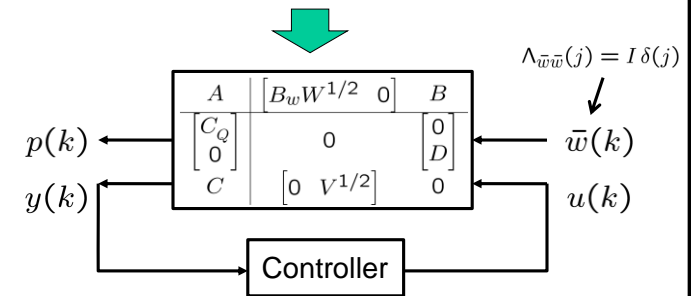 Λ_{w̄w̄}(j) = I δ(j)
A [B_w W^{1/2} 0] B
p(k) [C_Q 0] 0 [0 D] w̄(k)
y(k) C [0 V^{1/2}] 0 u(k)
Controller